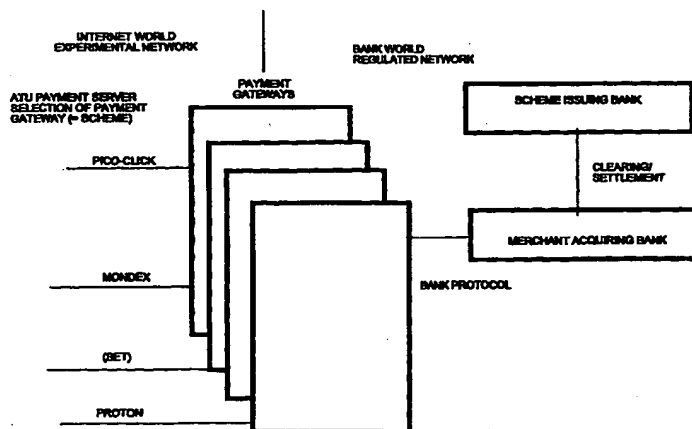 INTERNET WORLD
EXPERIMENTAL NETWORK
BANK WORLD
REGULATED NETWORK
PAYMENT
GATEWAYS
ATU PAYMENT SERVER
SELECTION OF PAYMENT
GATEWAY (= SCHEME)
SCHEME ISSUING BANK
PICO-CLICK
CLEARING/
SETTLEMENT
MERCHANT ACQUIRING BANK
MONDEX
BANK PROTOCOL
(SET)
PROTON